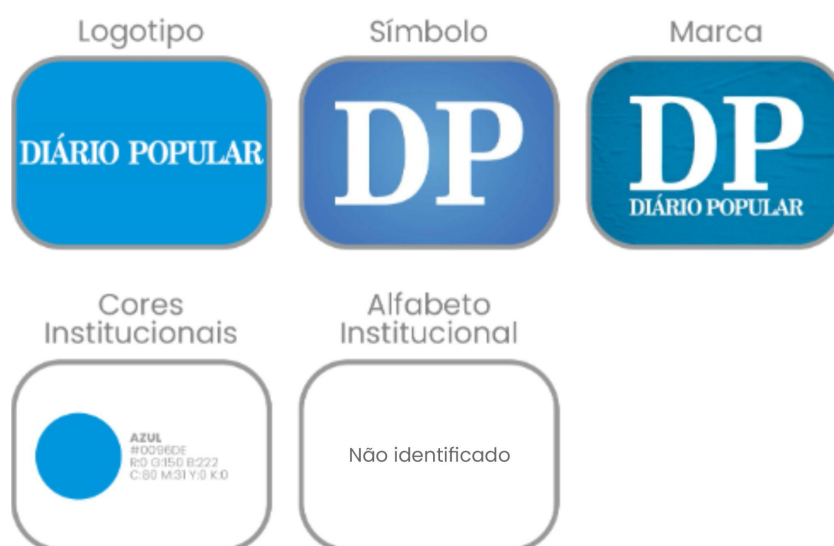 Logotipo
Símbolo
Marca
DIÁRIO POPULAR
DP
DP
DIÁRIO POPULAR
Cores
Institucionais
Alfabeto
Institucional
AZUL
#0096DE
R:0 G:150 B:222
C:80 M:31 Y:0 K:0
Não identificado